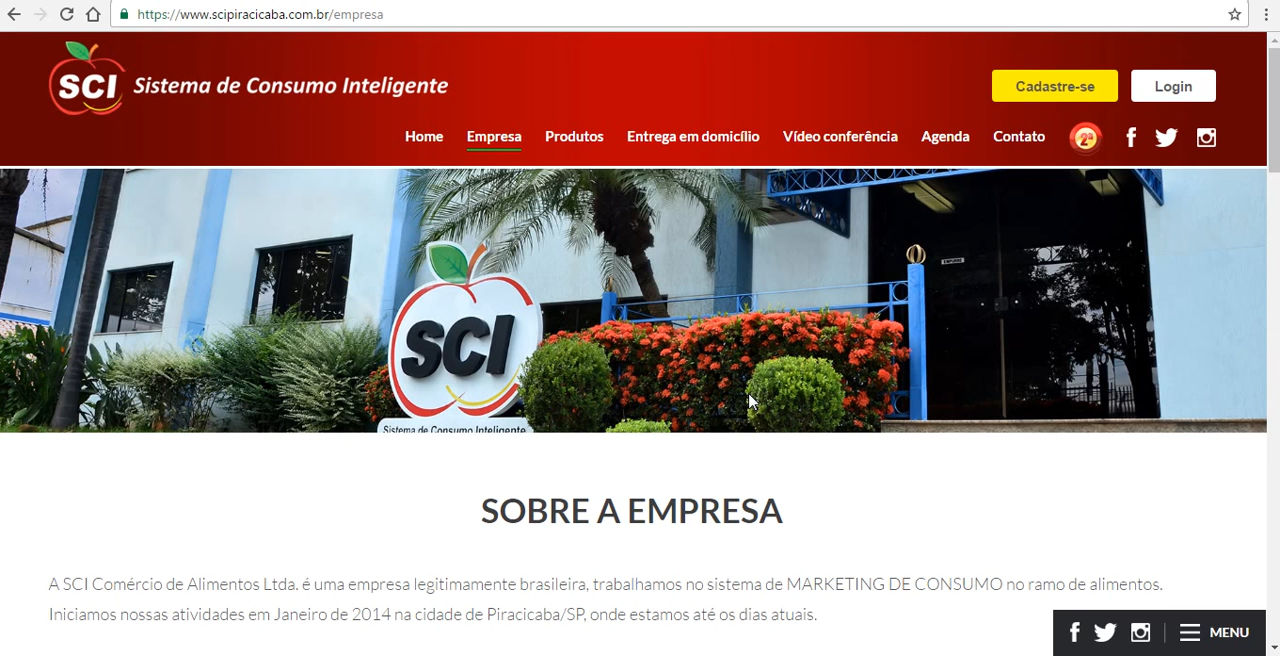 https://www.scipiracicaba.com.br/empresa
SCI Sistema de Consumo Inteligente
Cadastre-se Login
Home Empresa Produtos Entrega em domicílio Vídeo conferência Agenda Contato 2ª
SCI
Sistema de Consumo Inteligente
SOBRE A EMPRESA
A SCI Comércio de Alimentos Ltda. é uma empresa legitimamente brasileira, trabalhamos no sistema de MARKETING DE CONSUMO no ramo de alimentos.
Iniciamos nossas atividades em Janeiro de 2014 na cidade de Piracicaba/SP, onde estamos até os dias atuais.
MENU